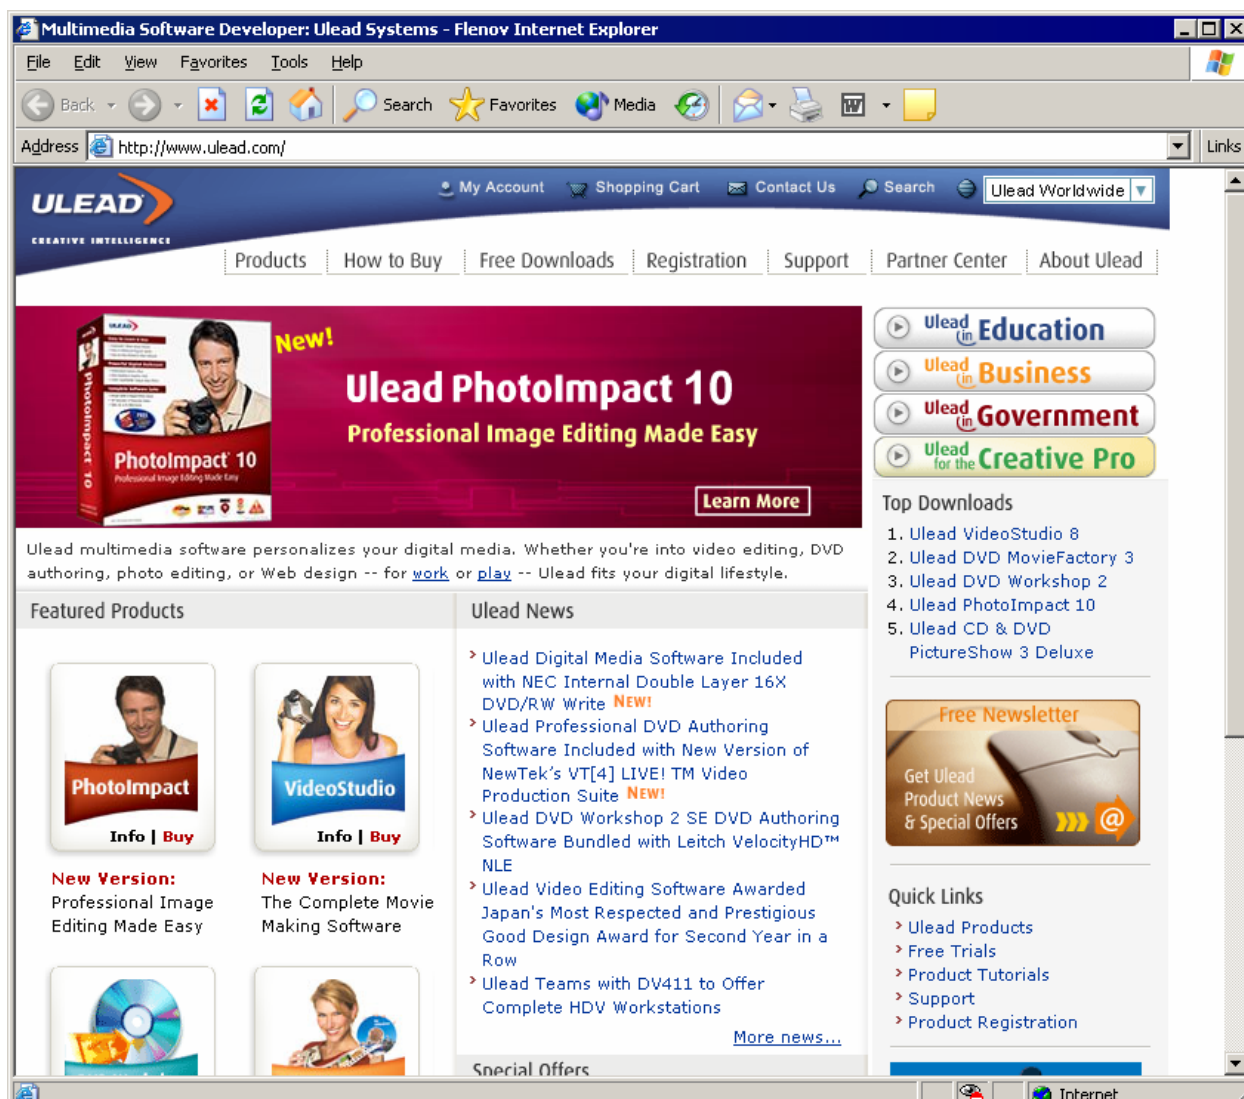 Multimedia Software Developer: Ulead Systems - Flenov Internet Explorer
File Edit View Favorites Tools Help
Back Search Favorites Media
Address http://www.ulead.com/ Links
My Account Shopping Cart Contact Us Search Ulead Worldwide
ULEAD
CREATIVE INTELLIGENCE
Products How to Buy Free Downloads Registration Support Partner Center About Ulead
New!
Ulead PhotoImpact 10
Professional Image Editing Made Easy
Learn More
ULEAD
PhotoImpact 10
PhotoImpact 10
Professional Image Editing Made Easy
Ulead in Education
Ulead in Business
Ulead in Government
Ulead for the Creative Pro
Ulead multimedia software personalizes your digital media. Whether you're into video editing, DVD
authoring, photo editing, or Web design -- for work or play -- Ulead fits your digital lifestyle.
Featured Products
PhotoImpact
Info | Buy
New Version:
Professional Image
Editing Made Easy
VideoStudio
Info | Buy
New Version:
The Complete Movie
Making Software
Ulead News
Ulead Digital Media Software Included
with NEC Internal Double Layer 16X
DVD/RW Write NEW!
Ulead Professional DVD Authoring
Software Included with New Version of
NewTek's VT[4] LIVE! TM Video
Production Suite NEW!
Ulead DVD Workshop 2 SE DVD Authoring
Software Bundled with Leitch VelocityHD™
NLE
Ulead Video Editing Software Awarded
Japan's Most Respected and Prestigious
Good Design Award for Second Year in a
Row
Ulead Teams with DV411 to Offer
Complete HDV Workstations
More news...
Special Offers
Top Downloads
1. Ulead VideoStudio 8
2. Ulead DVD MovieFactory 3
3. Ulead DVD Workshop 2
4. Ulead PhotoImpact 10
5. Ulead CD & DVD
PictureShow 3 Deluxe
Free Newsletter
Get Ulead
Product News
& Special Offers
Quick Links
Ulead Products
Free Trials
Product Tutorials
Support
Product Registration
Internet